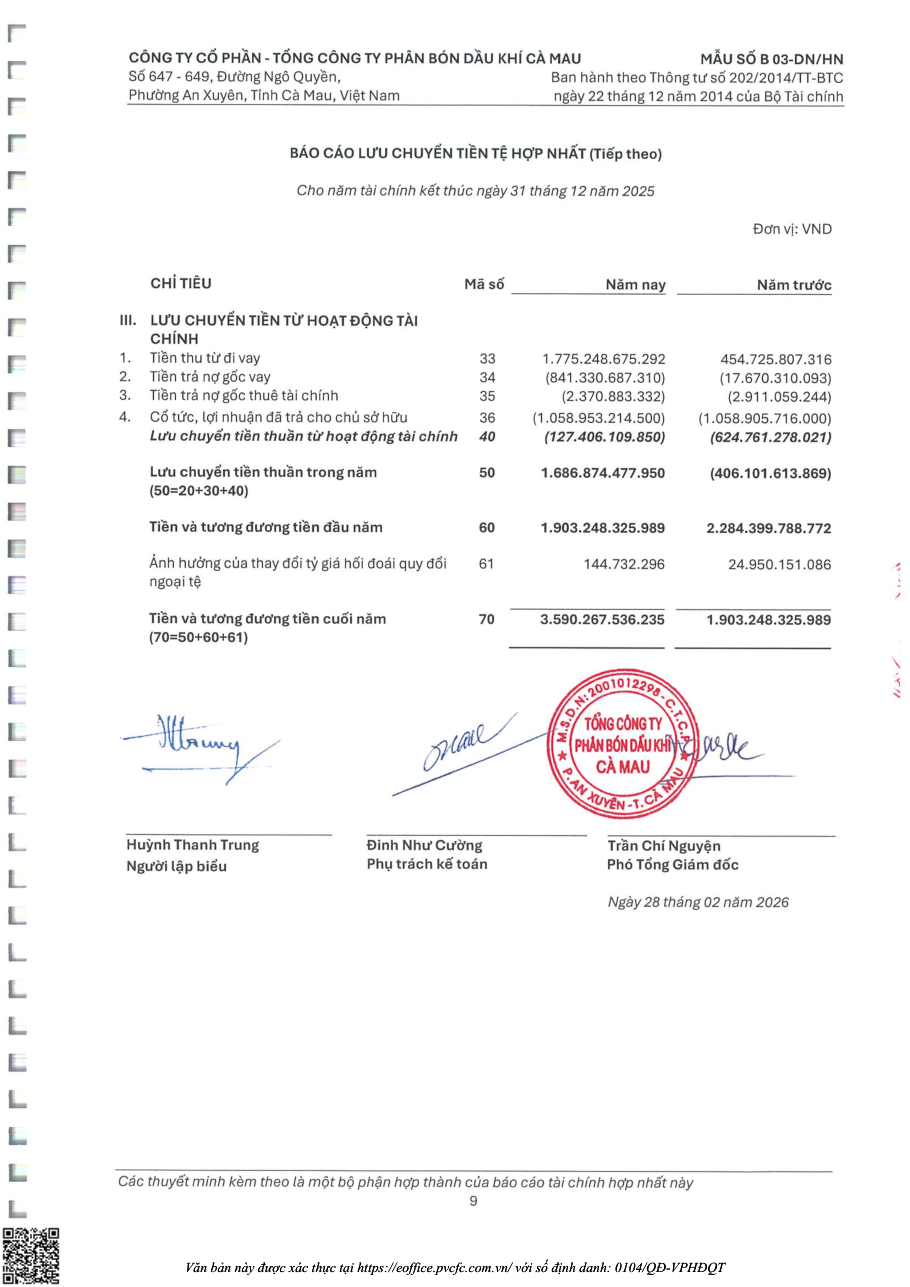 CÔNG TY CỔ PHẦN - TỔNG CÔNG TY PHÂN BÓN DẦU KHÍ CÀ MAU
Số 647 - 649, Đường Ngô Quyền,
Phường An Xuyên, Tỉnh Cà Mau, Việt Nam
MẪU SỐ B 03-DN/HN
Ban hành theo Thông tư số 202/2014/TT-BTC
ngày 22 tháng 12 năm 2014 của Bộ Tài chính
BÁO CÁO LƯU CHUYỂN TIỀN TỆ HỢP NHẤT (Tiếp theo)
Cho năm tài chính kết thúc ngày 31 tháng 12 năm 2025
Đơn vị: VND
CHỈ TIÊU Mã số Năm nay Năm trước
III. LƯU CHUYỂN TIỀN TỪ HOẠT ĐỘNG TÀI
CHÍNH
1. Tiền thu từ đi vay 33 1.775.248.675.292 454.725.807.316
2. Tiền trả nợ gốc vay 34 (841.330.687.310) (17.670.310.093)
3. Tiền trả nợ gốc thuê tài chính 35 (2.370.883.332) (2.911.059.244)
4. Cổ tức, lợi nhuận đã trả cho chủ sở hữu 36 (1.058.953.214.500) (1.058.905.716.000)
Lưu chuyển tiền thuần từ hoạt động tài chính 40 (127.406.109.850) (624.761.278.021)
Lưu chuyển tiền thuần trong năm 50 1.686.874.477.950 (406.101.613.869)
(50=20+30+40)
Tiền và tương đương tiền đầu năm 60 1.903.248.325.989 2.284.399.788.772
Ảnh hưởng của thay đổi tỷ giá hối đoái quy đổi 61 144.732.296 24.950.151.086
ngoại tệ
Tiền và tương đương tiền cuối năm 70 3.590.267.536.235 1.903.248.325.989
(70=50+60+61)
M.S.D.N: 2001012298 - C.T.C.P
TỔNG CÔNG TY
PHÂN BÓN DẦU KHÍ
CÀ MAU
P. AN XUYÊN - T. CÀ MAU
Huỳnh Thanh Trung
Người lập biểu
Đinh Như Cường
Phụ trách kế toán
Trần Chí Nguyện
Phó Tổng Giám đốc
Ngày 28 tháng 02 năm 2026
Các thuyết minh kèm theo là một bộ phận hợp thành của báo cáo tài chính hợp nhất này
9
Văn bản này được xác thực tại https://eoffice.pvcfc.com.vn/ với số định danh: 0104/QĐ-VPHĐQT